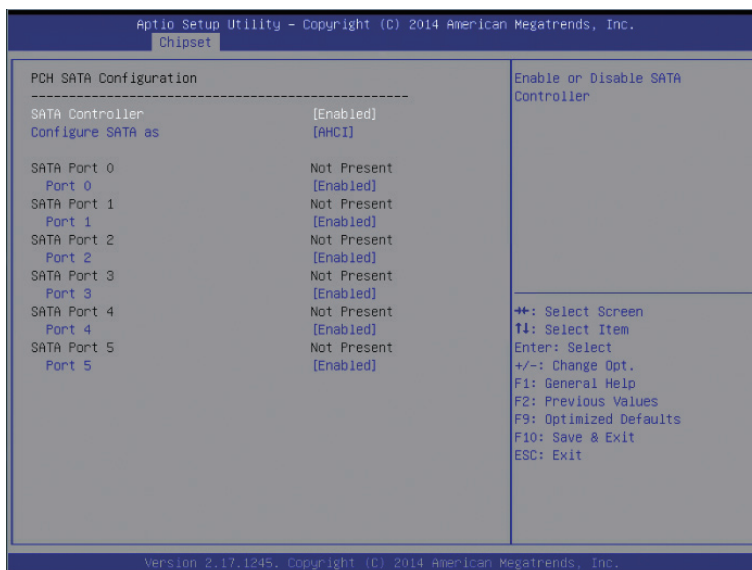 Aptio Setup Utility – Copyright (C) 2014 American Megatrends, Inc.
Chipset
PCH SATA Configuration
--------------------------------------------------
SATA Controller [Enabled]
Configure SATA as [AHCI]
SATA Port 0 Not Present
Port 0 [Enabled]
SATA Port 1 Not Present
Port 1 [Enabled]
SATA Port 2 Not Present
Port 2 [Enabled]
SATA Port 3 Not Present
Port 3 [Enabled]
SATA Port 4 Not Present
Port 4 [Enabled]
SATA Port 5 Not Present
Port 5 [Enabled]
Enable or Disable SATA
Controller
→←: Select Screen
↑↓: Select Item
Enter: Select
+/-: Change Opt.
F1: General Help
F2: Previous Values
F9: Optimized Defaults
F10: Save & Exit
ESC: Exit
Version 2.17.1245. Copyright (C) 2014 American Megatrends, Inc.